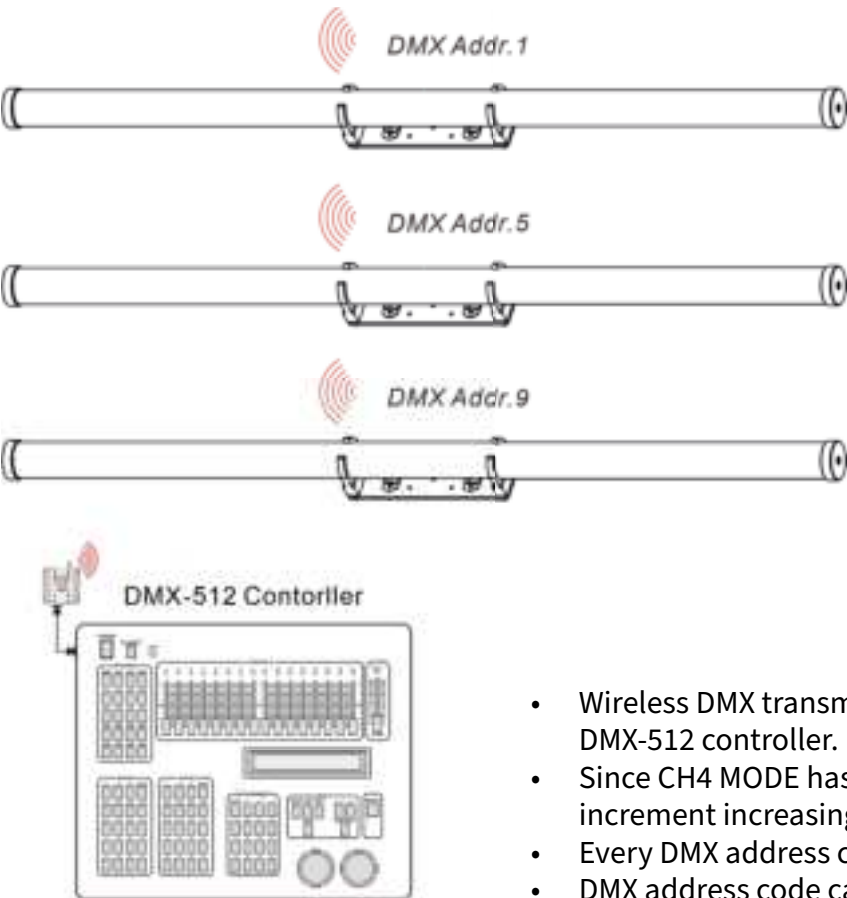 DMX Addr.1
DMX Addr.5
DMX Addr.9
DMX-512 Contorller
• Wireless DMX transm
DMX-512 controller.
• Since CH4 MODE has
increment increasing
• Every DMX address c
• DMX address code ca